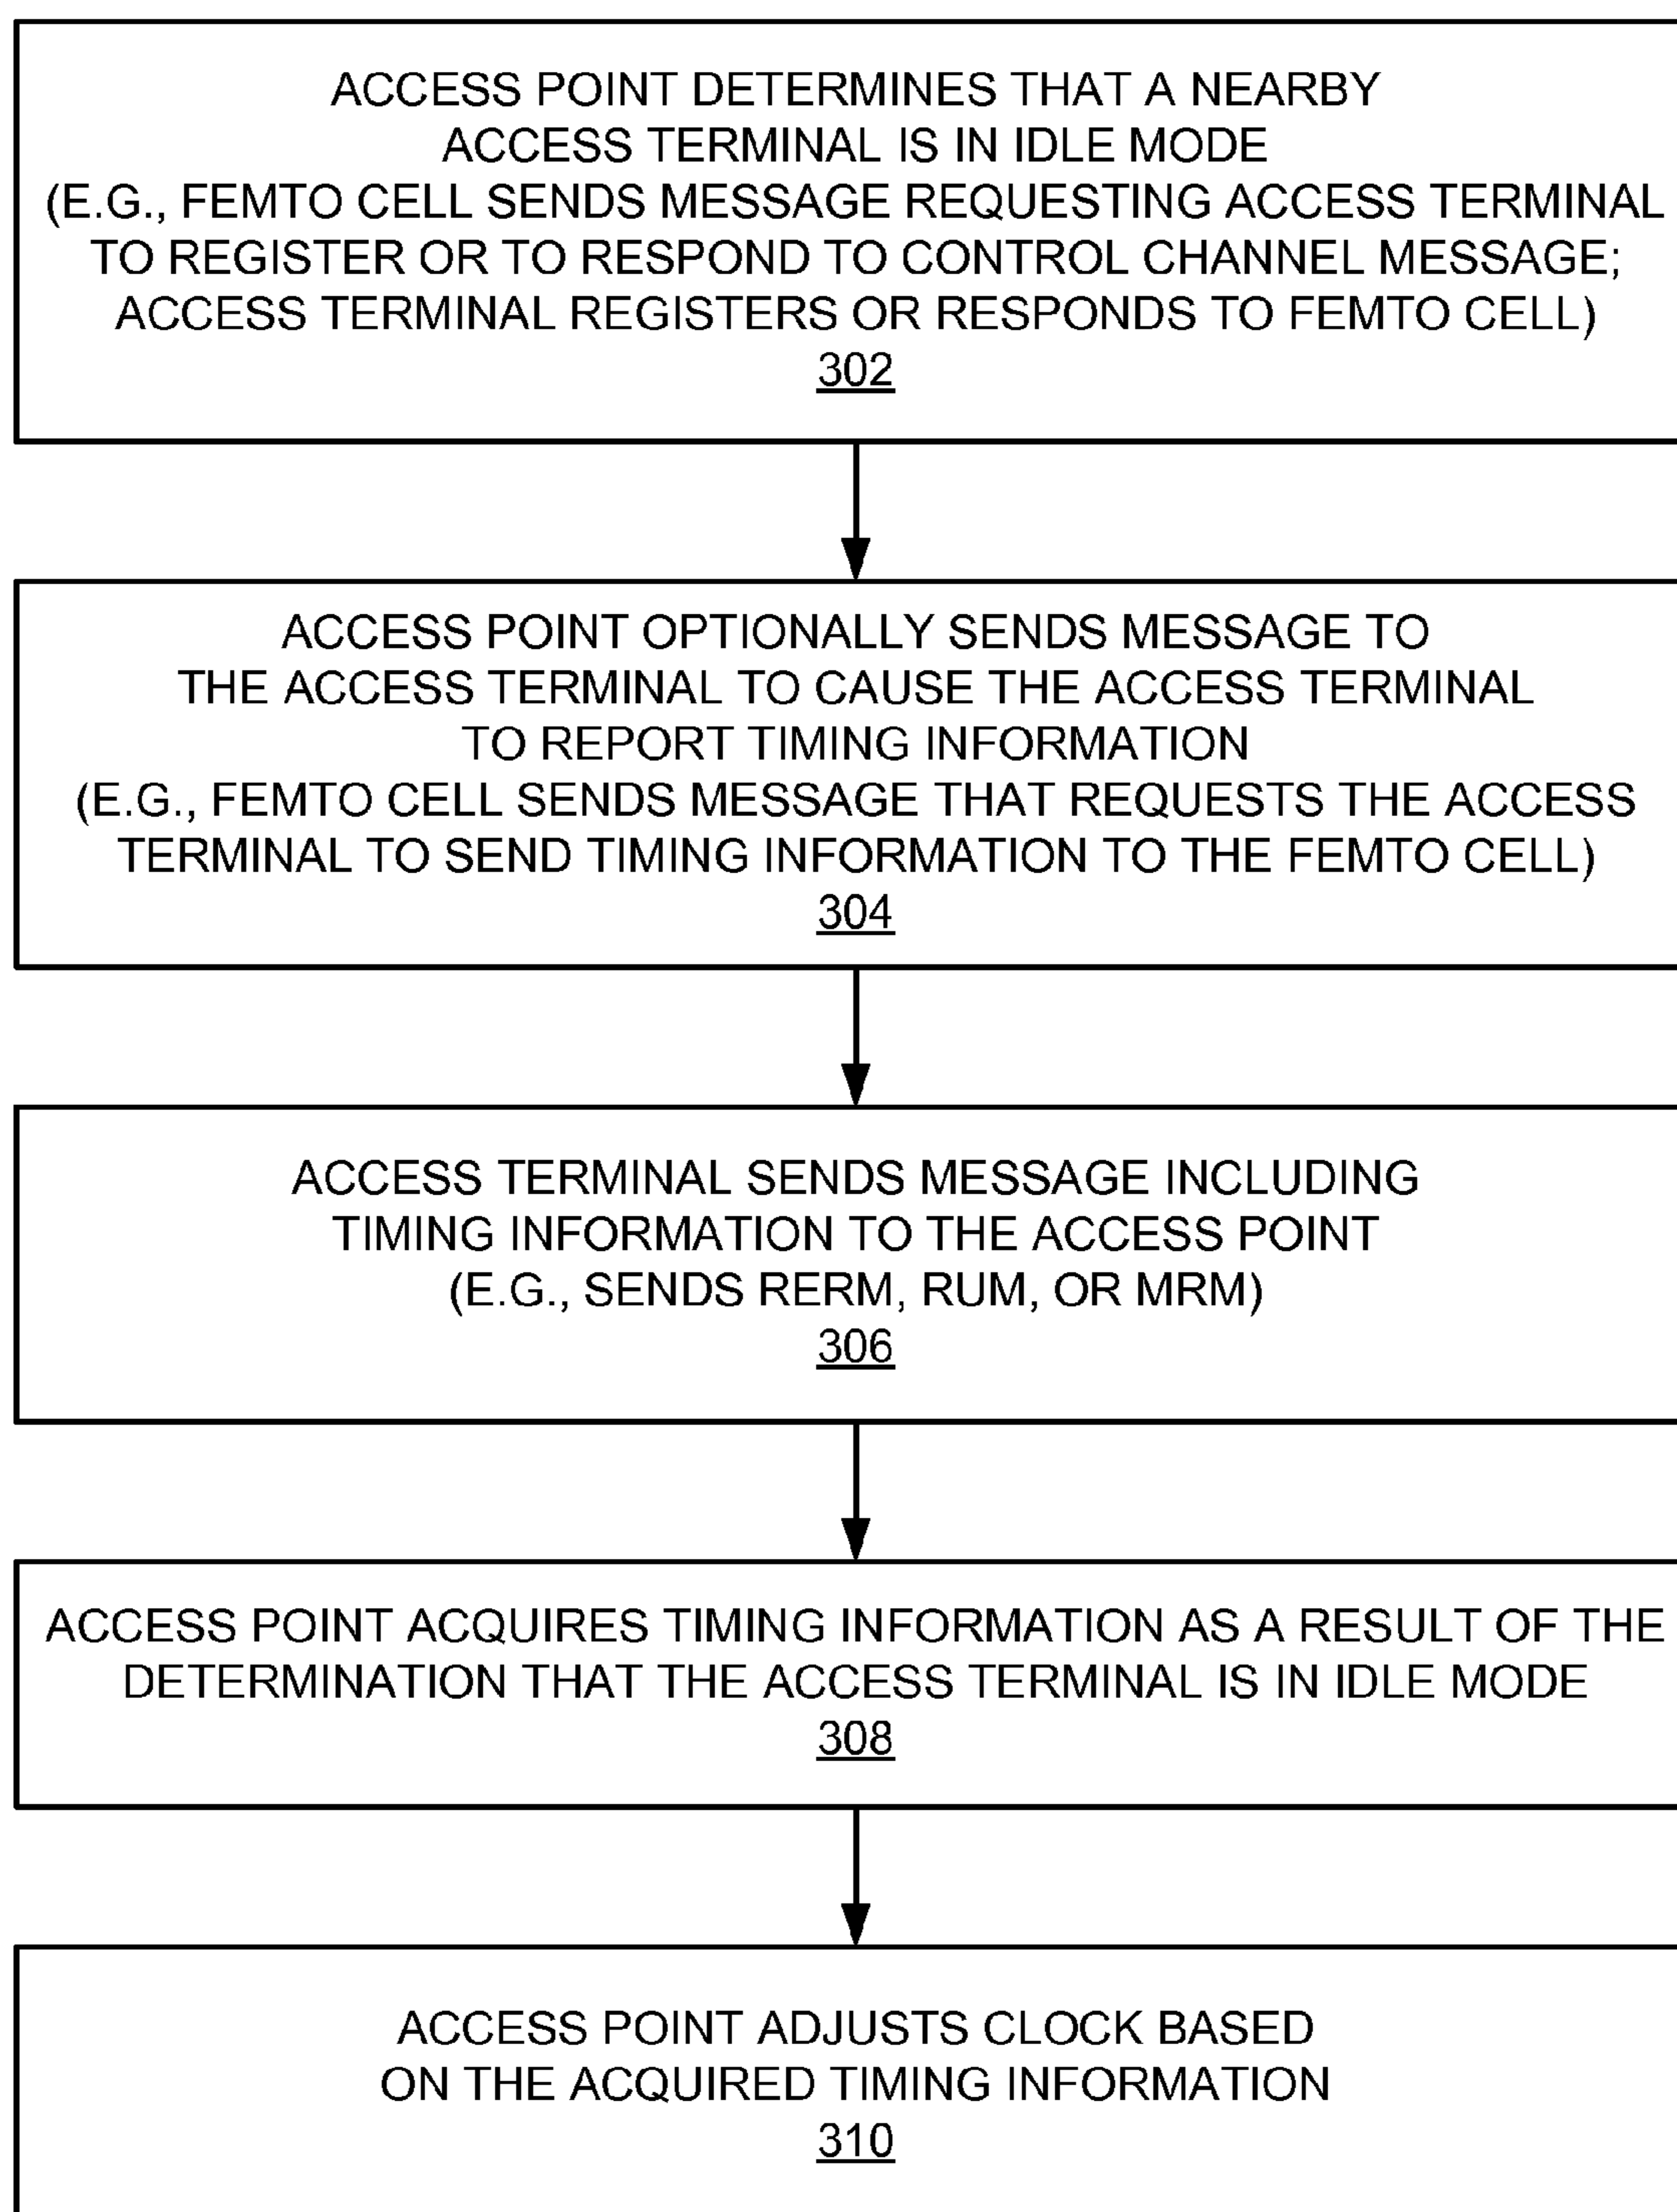 ACCESS POINT DETERMINES THAT A NEARBY
ACCESS TERMINAL IS IN IDLE MODE
(E.G., FEMTO CELL SENDS MESSAGE REQUESTING ACCESS TERMINAL
TO REGISTER OR TO RESPOND TO CONTROL CHANNEL MESSAGE;
ACCESS TERMINAL REGISTERS OR RESPONDS TO FEMTO CELL)
302
ACCESS POINT OPTIONALLY SENDS MESSAGE TO
THE ACCESS TERMINAL TO CAUSE THE ACCESS TERMINAL
TO REPORT TIMING INFORMATION
(E.G., FEMTO CELL SENDS MESSAGE THAT REQUESTS THE ACCESS
TERMINAL TO SEND TIMING INFORMATION TO THE FEMTO CELL)
304
ACCESS TERMINAL SENDS MESSAGE INCLUDING
TIMING INFORMATION TO THE ACCESS POINT
(E.G., SENDS RERM, RUM, OR MRM)
306
ACCESS POINT ACQUIRES TIMING INFORMATION AS A RESULT OF THE
DETERMINATION THAT THE ACCESS TERMINAL IS IN IDLE MODE
308
ACCESS POINT ADJUSTS CLOCK BASED
ON THE ACQUIRED TIMING INFORMATION
310